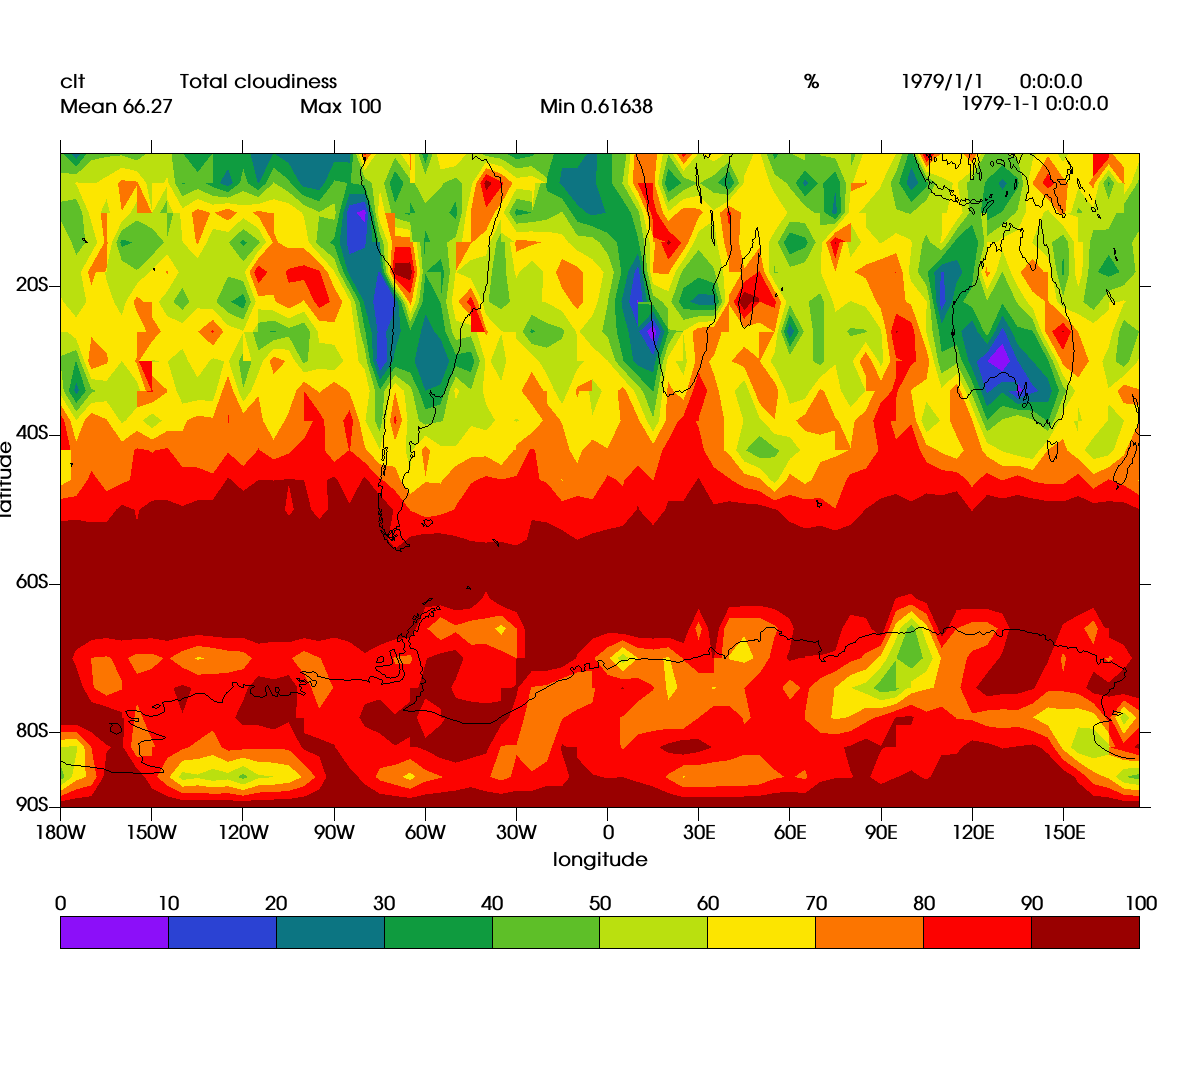 clt Total cloudiness % 1979/1/1 0:0:0.0
Mean 66.27 Max 100 Min 0.61638 1979-1-1 0:0:0.0
20S
40S
latitude
60S
80S
90S
180W 150W 120W 90W 60W 30W 0 30E 60E 90E 120E 150E
longitude
0 10 20 30 40 50 60 70 80 90 100